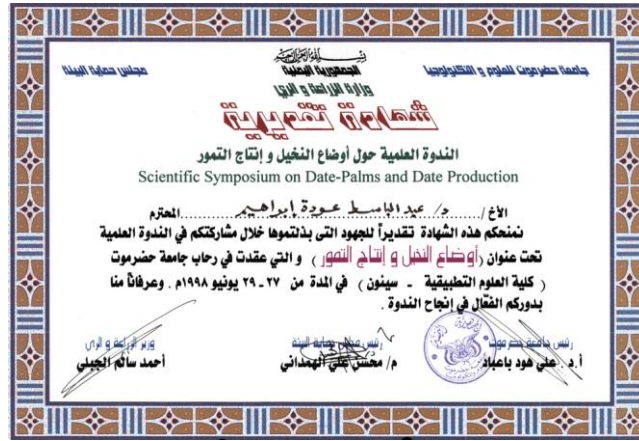 بسم الله الرحمن الرحيم
جامعة حضرموت للعلوم و التكنولوجيا
الجمهورية اليمنية
مجلس حماية البيئة
وزارة الزراعة و الري
شهادة تقديرية
الندوة العلمية حول أوضاع النخيل و إنتاج التمور
Scientific Symposium on Date-Palms and Date Production
الأخ / ..... د/ عبد الباسط عودة إبراهيم ..... المحترم
نمنحكم هذه الشهادة تقديراً للجهود التى بذلتموها خلال مشاركتكم في الندوة العلمية
تحت عنوان ( أوضاع النخيل و إنتاج التمور ) و التي عقدت في رحاب جامعة حضرموت
( كلية العلوم التطبيقية - سيئون ) في المدة من ٢٧ - ٢٩ يونيو ١٩٩٨م . وعرفاناً منا
بدوركم الفعّال في إنجاح الندوة .
رئيس جامعة حضرموت
أ.د . علي هود باعباد
رئيس مجلس حماية البيئة
م/ محسن علي الهمداني
وزير الزراعة و الري
أحمد سالم الجبلي